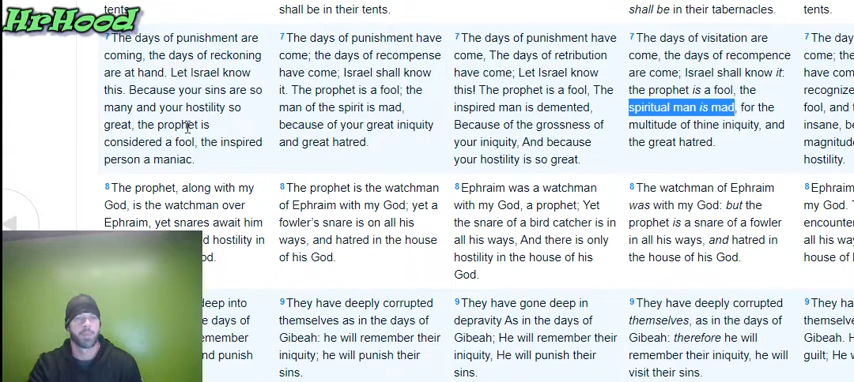 HrHood
tents.
shall be in their tents.
shall be in their tabernacles.
tents.
7 The days of punishment are
coming, the days of reckoning
are at hand. Let Israel know
this. Because your sins are so
many and your hostility so
great, the prophet is
considered a fool, the inspired
person a maniac.
7 The days of punishment have
come; the days of recompense
have come; Israel shall know
it. The prophet is a fool; the
man of the spirit is mad,
because of your great iniquity
and great hatred.
7 The days of punishment have
come, The days of retribution
have come; Let Israel know
this! The prophet is a fool, The
inspired man is demented,
Because of the grossness of
your iniquity, And because
your hostility is so great.
7 The days of visitation are
come, the days of recompence
are come; Israel shall know it:
the prophet is a fool, the
spiritual man is mad, for the
multitude of thine iniquity, and
the great hatred.
7 The day
have com
have com
recogniz
fool, and
insane, be
magnitud
hostility.
8 The prophet, along with my
God, is the watchman over
Ephraim, yet snares await him
d hostility in
od.
8 The prophet is the watchman
of Ephraim with my God; yet a
fowler's snare is on all his
ways, and hatred in the house
of his God.
8 Ephraim was a watchman
with my God, a prophet; Yet
the snare of a bird catcher is in
all his ways, And there is only
hostility in the house of his
God.
8 The watchman of Ephraim
was with my God: but the
prophet is a snare of a fowler
in all his ways, and hatred in
the house of his God.
8 Ephraim
my God. T
encounte
all his wa
house of
deep into
e days of
emember
nd punish
9 They have deeply corrupted
themselves as in the days of
Gibeah: he will remember their
iniquity; he will punish their
sins.
9 They have gone deep in
depravity As in the days of
Gibeah; He will remember their
iniquity, He will punish their
sins.
9 They have deeply corrupted
themselves, as in the days of
Gibeah: therefore he will
remember their iniquity, he will
visit their sins.
9 They ha
themselve
Gibeah; H
guilt; He